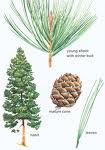 young shoot
with winter bud
mature cone
habit
leaves